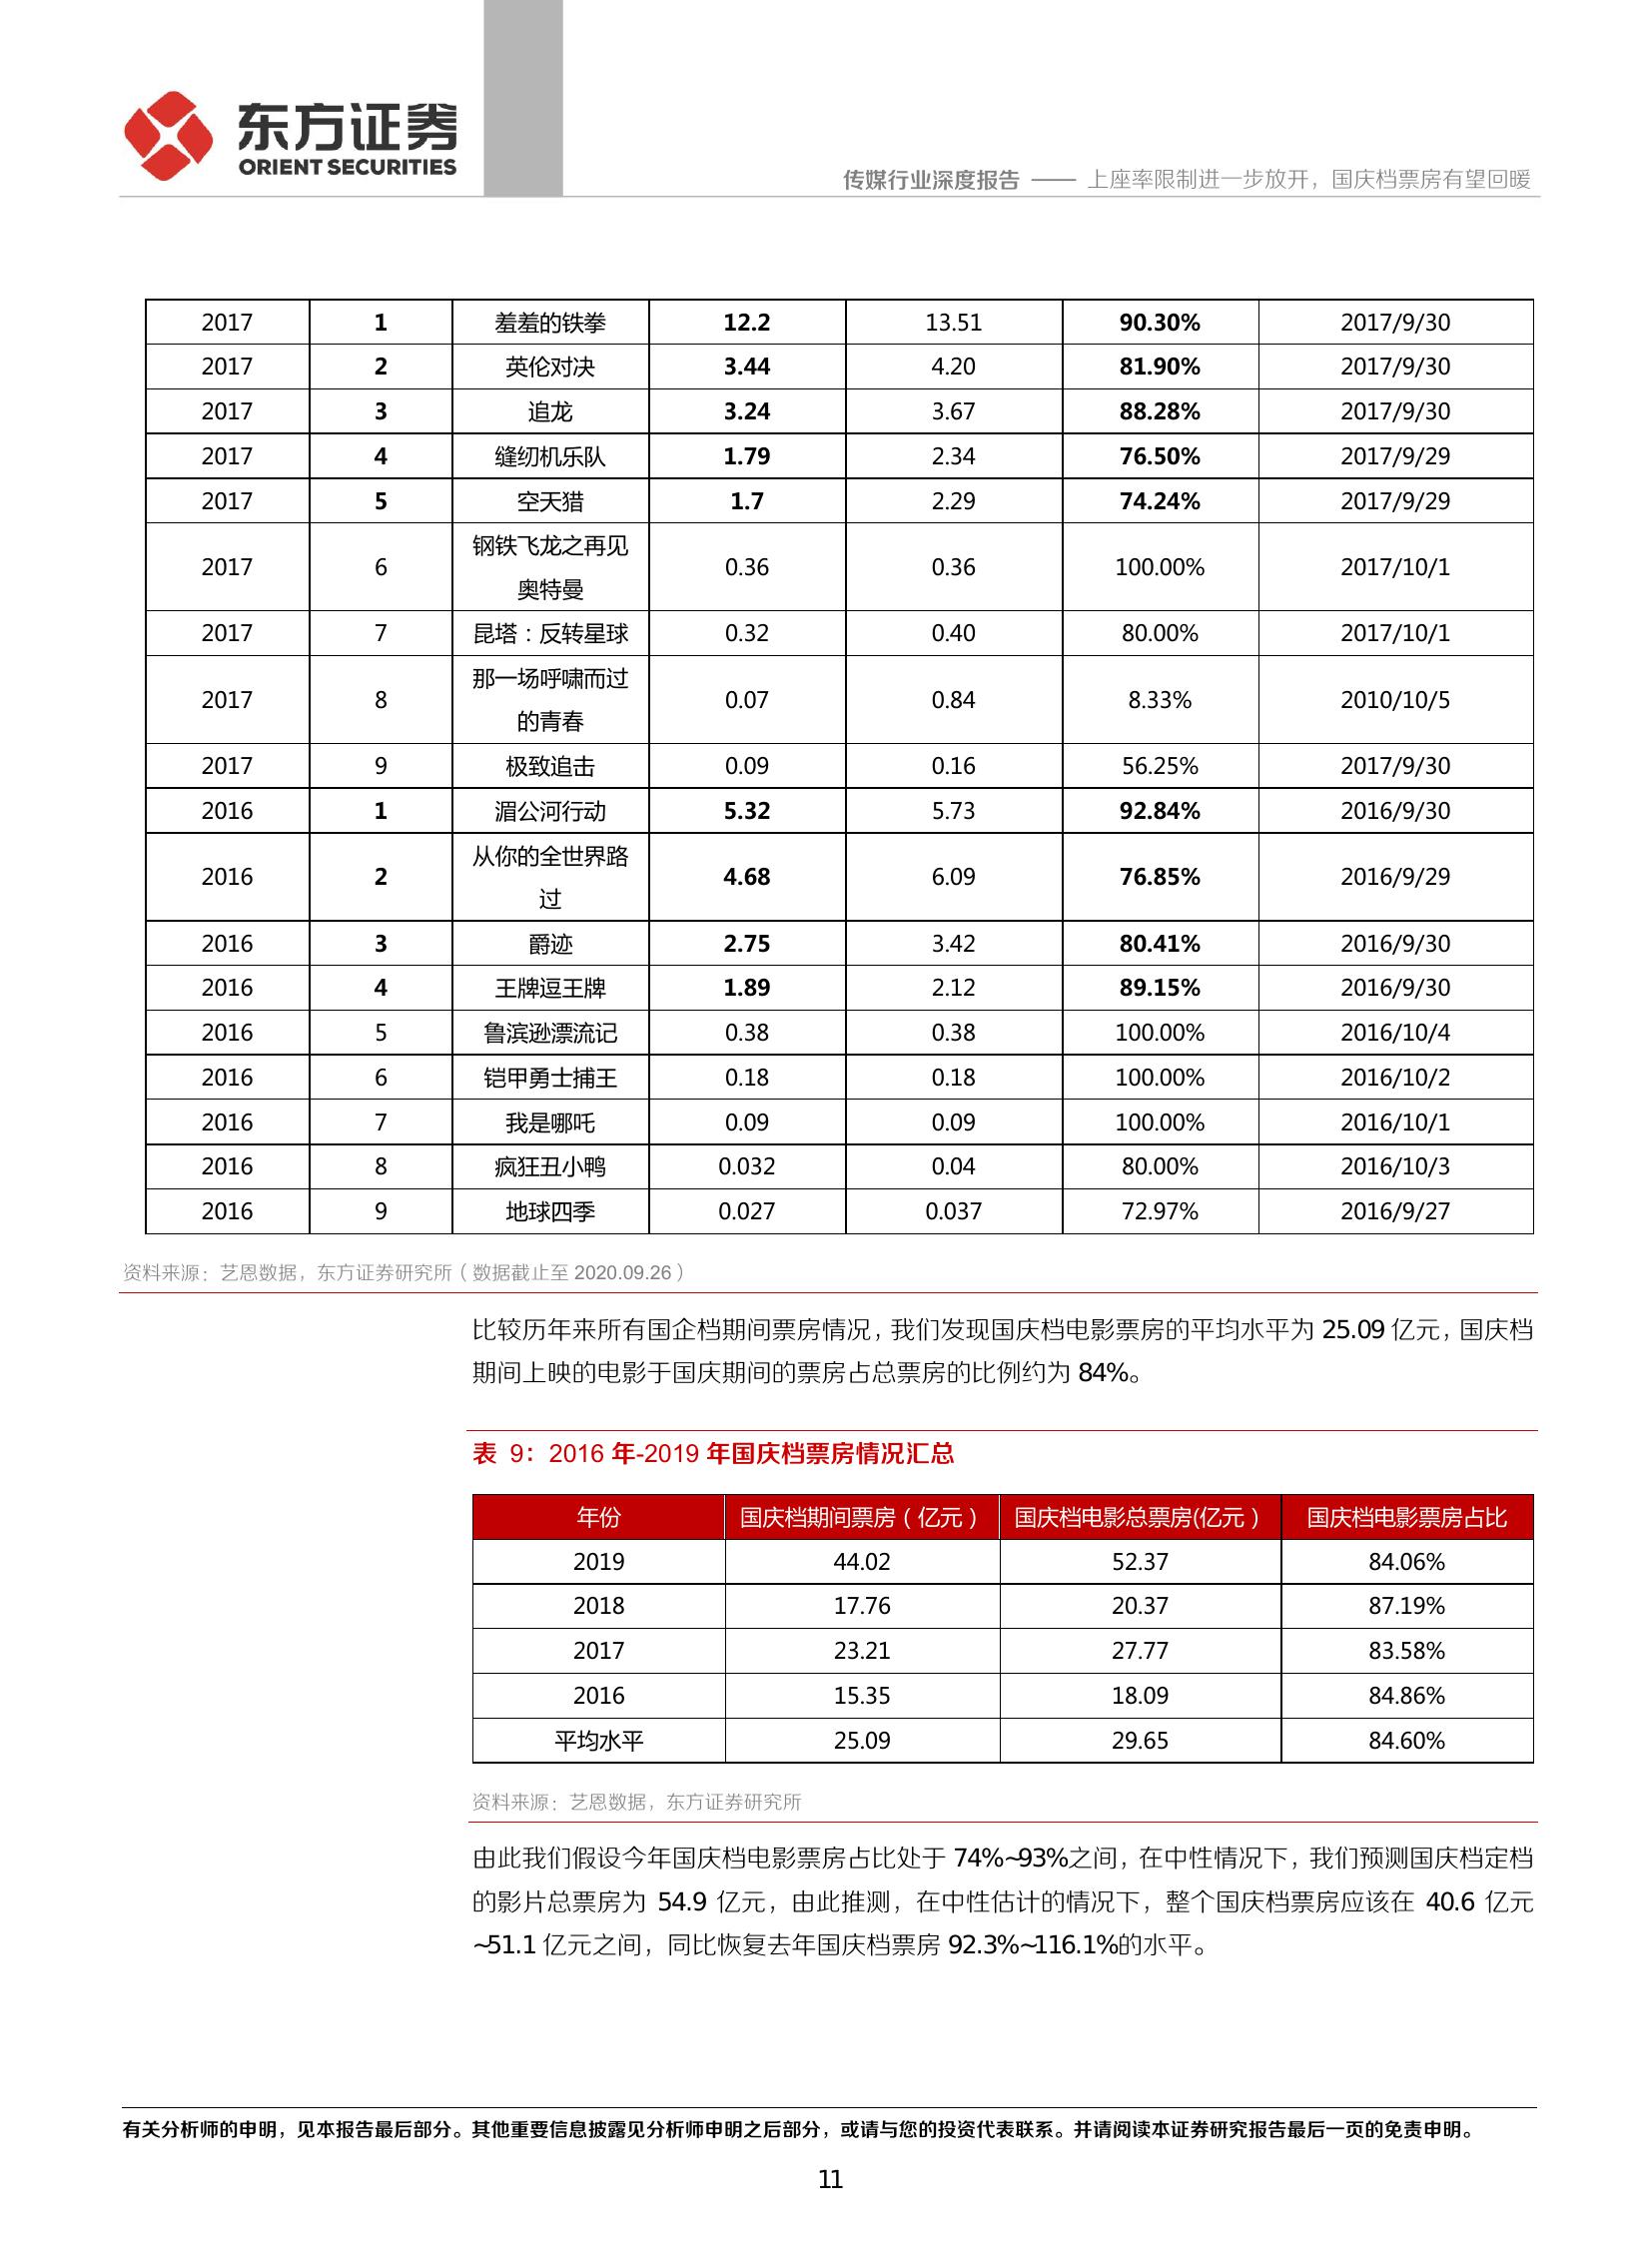 东方证券
ORIENT SECURITIES
传媒行业深度报告 —— 上座率限制进一步放开，国庆档票房有望回暖
2017 1 羞羞的铁拳 12.2 13.51 90.30% 2017/9/30
2017 2 英伦对决 3.44 4.20 81.90% 2017/9/30
2017 3 追龙 3.24 3.67 88.28% 2017/9/30
2017 4 缝纫机乐队 1.79 2.34 76.50% 2017/9/29
2017 5 空天猎 1.7 2.29 74.24% 2017/9/29
2017 6 钢铁飞龙之再见
奥特曼 0.36 0.36 100.00% 2017/10/1
2017 7 昆塔：反转星球 0.32 0.40 80.00% 2017/10/1
2017 8 那一场呼啸而过
的青春 0.07 0.84 8.33% 2010/10/5
2017 9 极致追击 0.09 0.16 56.25% 2017/9/30
2016 1 湄公河行动 5.32 5.73 92.84% 2016/9/30
2016 2 从你的全世界路
过 4.68 6.09 76.85% 2016/9/29
2016 3 爵迹 2.75 3.42 80.41% 2016/9/30
2016 4 王牌逗王牌 1.89 2.12 89.15% 2016/9/30
2016 5 鲁滨逊漂流记 0.38 0.38 100.00% 2016/10/4
2016 6 铠甲勇士捕王 0.18 0.18 100.00% 2016/10/2
2016 7 我是哪吒 0.09 0.09 100.00% 2016/10/1
2016 8 疯狂丑小鸭 0.032 0.04 80.00% 2016/10/3
2016 9 地球四季 0.027 0.037 72.97% 2016/9/27
资料来源：艺恩数据，东方证券研究所（数据截止至 2020.09.26）
比较历年来所有国企档期间票房情况，我们发现国庆档电影票房的平均水平为 25.09 亿元，国庆档
期间上映的电影于国庆期间的票房占总票房的比例约为 84%。
表 9：2016 年-2019 年国庆档票房情况汇总
年份 国庆档期间票房（亿元） 国庆档电影总票房(亿元） 国庆档电影票房占比
2019 44.02 52.37 84.06%
2018 17.76 20.37 87.19%
2017 23.21 27.77 83.58%
2016 15.35 18.09 84.86%
平均水平 25.09 29.65 84.60%
资料来源：艺恩数据，东方证券研究所
由此我们假设今年国庆档电影票房占比处于 74%~93%之间，在中性情况下，我们预测国庆档定档
的影片总票房为 54.9 亿元，由此推测，在中性估计的情况下，整个国庆档票房应该在 40.6 亿元
~51.1 亿元之间，同比恢复去年国庆档票房 92.3%~116.1%的水平。
有关分析师的申明，见本报告最后部分。其他重要信息披露见分析师申明之后部分，或请与您的投资代表联系。并请阅读本证券研究报告最后一页的免责申明。
11